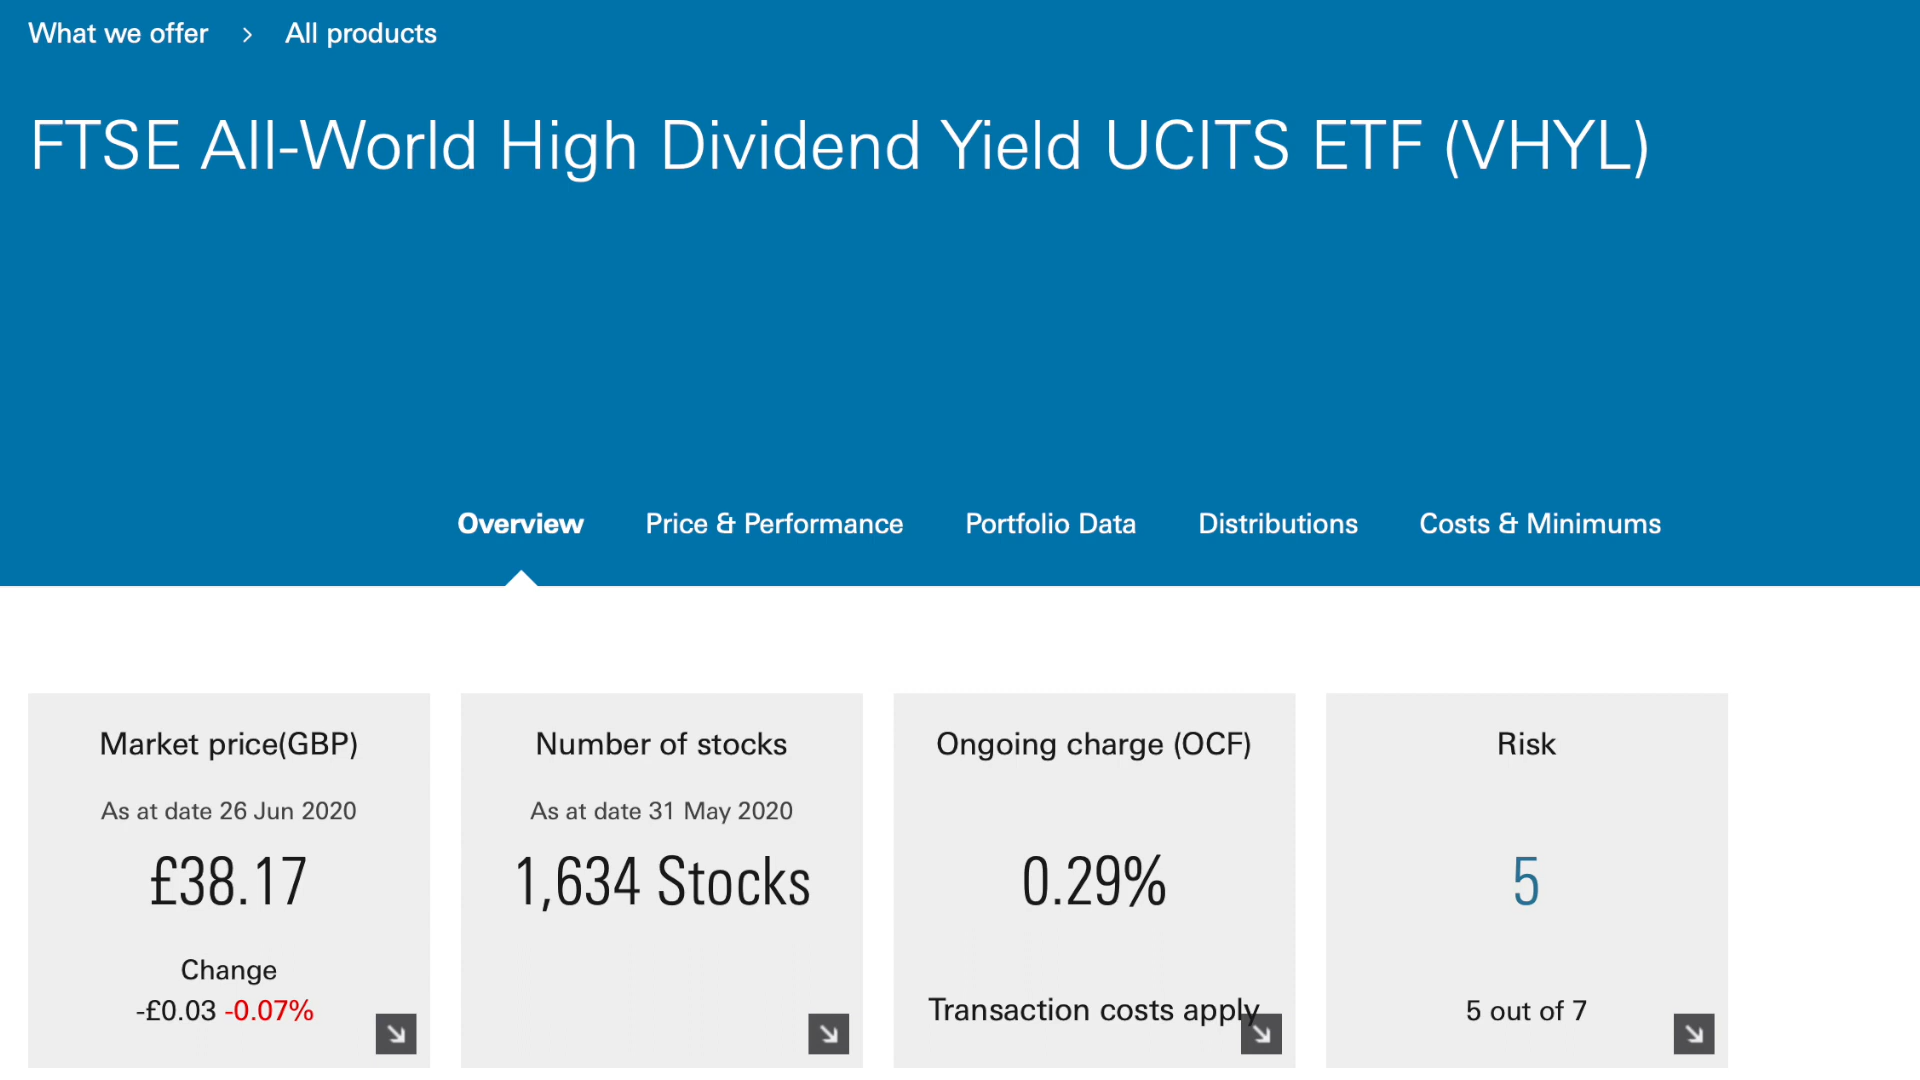 What we offer > All products
FTSE All-World High Dividend Yield UCITS ETF (VHYL)
Overview Price & Performance Portfolio Data Distributions Costs & Minimums
Market price(GBP)
As at date 26 Jun 2020
£38.17
Change
-£0.03 -0.07%
Number of stocks
As at date 31 May 2020
1,634 Stocks
Ongoing charge (OCF)
0.29%
Transaction costs apply
Risk
5
5 out of 7